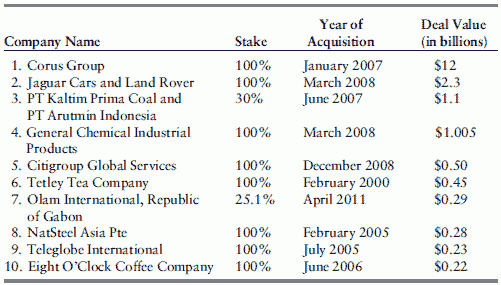 Company Name Stake Year of Acquisition Deal Value (in billions)
1. Corus Group 100% January 2007 $12
2. Jaguar Cars and Land Rover 100% March 2008 $2.3
3. PT Kaltim Prima Coal and 30% June 2007 $1.1
PT Arutmin Indonesia
4. General Chemical Industrial 100% March 2008 $1.005
Products
5. Citigroup Global Services 100% December 2008 $0.50
6. Tetley Tea Company 100% February 2000 $0.45
7. Olam International, Republic 25.1% April 2011 $0.29
of Gabon
8. NatSteel Asia Pte 100% February 2005 $0.28
9. Teleglobe International 100% July 2005 $0.23
10. Eight O'Clock Coffee Company 100% June 2006 $0.22